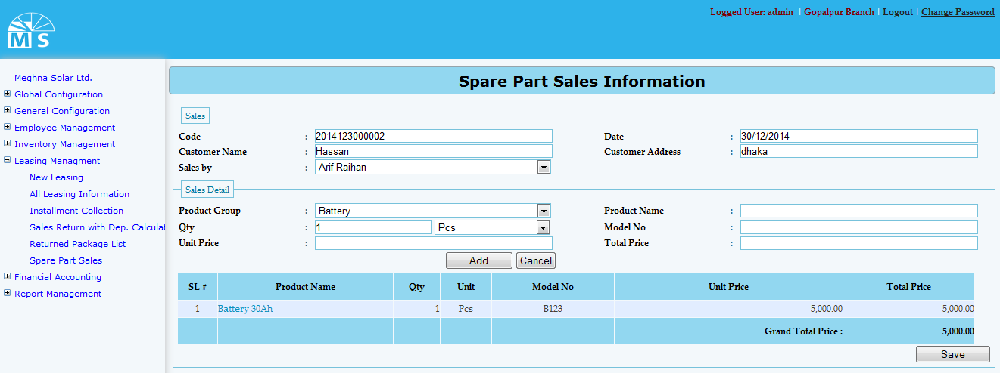 Logged User: admin | Gopalpur Branch | Logout | Change Password
MS
Meghna Solar Ltd.
Global Configuration
General Configuration
Employee Management
Inventory Management
Leasing Managment
New Leasing
All Leasing Information
Installment Collection
Sales Return with Dep. Calculat
Returned Package List
Spare Part Sales
Financial Accounting
Report Management
Spare Part Sales Information
Sales
Code : 2014123000002 Date : 30/12/2014
Customer Name : Hassan Customer Address : dhaka
Sales by : Arif Raihan
Sales Detail
Product Group : Battery Product Name :
Qty : 1 Pcs Model No :
Unit Price : Total Price :
Add Cancel
SL # Product Name Qty Unit Model No Unit Price Total Price
1 Battery 30Ah 1 Pcs B123 5,000.00 5,000.00
Grand Total Price : 5,000.00
Save